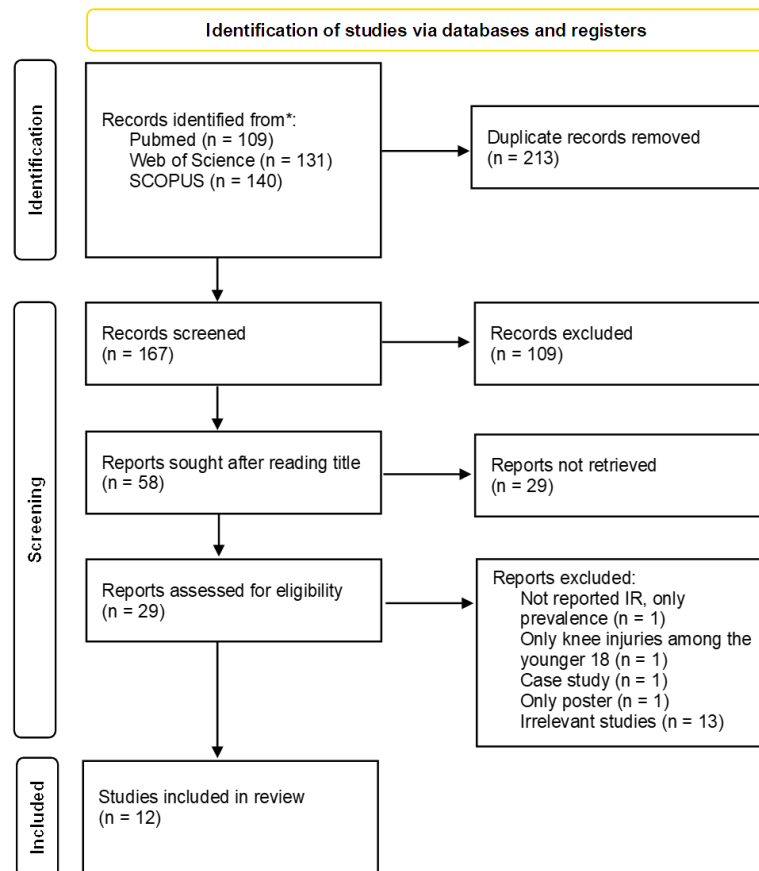 Identification of studies via databases and registers
Identification
Records identified from*:
Pubmed (n = 109)
Web of Science (n = 131)
SCOPUS (n = 140)
Duplicate records removed
(n = 213)
Screening
Records screened
(n = 167)
Records excluded
(n = 109)
Reports sought after reading title
(n = 58)
Reports not retrieved
(n = 29)
Reports assessed for eligibility
(n = 29)
Reports excluded:
Not reported IR, only
prevalence (n = 1)
Only knee injuries among the
younger 18 (n = 1)
Case study (n = 1)
Only poster (n = 1)
Irrelevant studies (n = 13)
Included
Studies included in review
(n = 12)